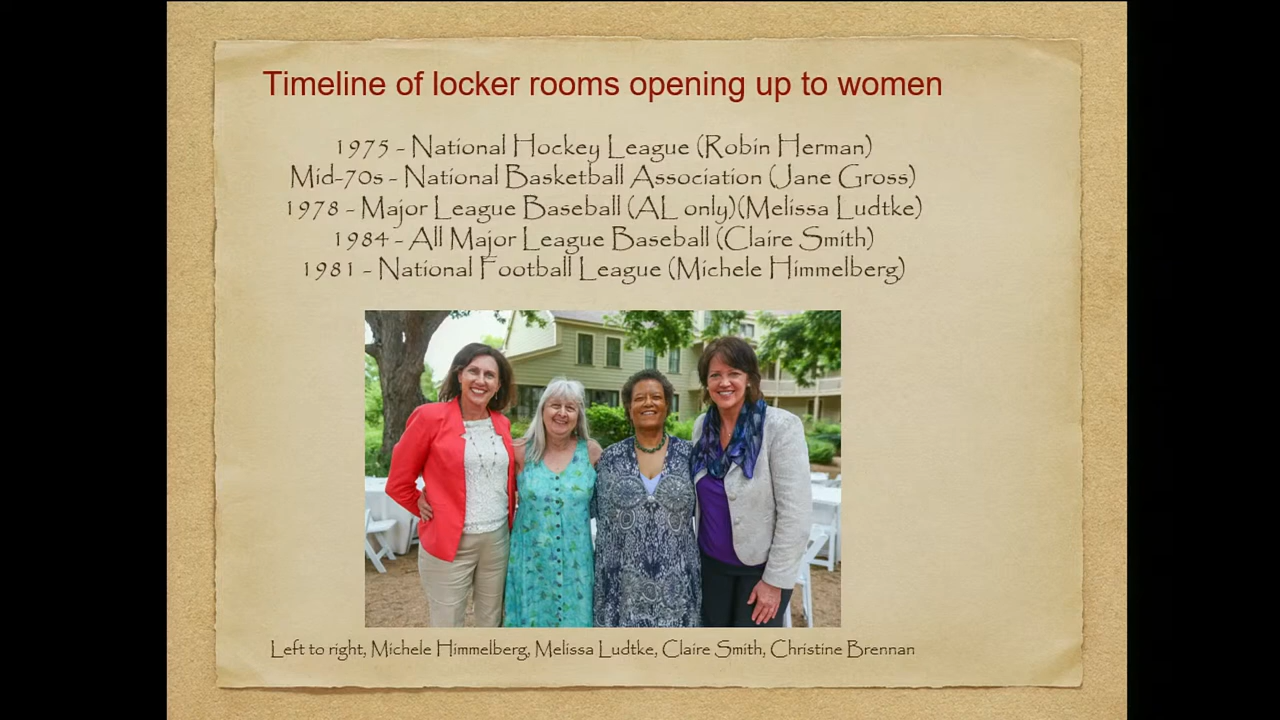 Timeline of locker rooms opening up to women
1975 - National Hockey League (Robin Herman)
Mid-70s - National Basketball Association (Jane Gross)
1978 - Major League Baseball (AL only)(Melissa Ludtke)
1984 - All Major League Baseball (Claire Smith)
1981 - National Football League (Michele Himmelberg)
Left to right, Michele Himmelberg, Melissa Ludtke, Claire Smith, Christine Brennan